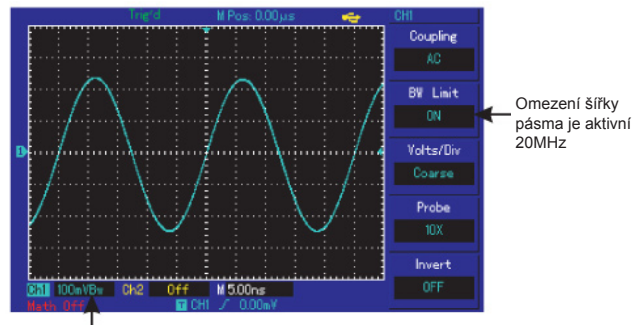 Trig'd M Pos: 0.00μs CH1
Coupling
AC
BW Limit
ON
Omezení šířky
pásma je aktivní
20MHz
1
Volts/Div
Coarse
Probe
10X
Invert
OFF
Ch1 100mVBw Ch2 Off M 5.00ns
Math Off T CH1 0.00mV